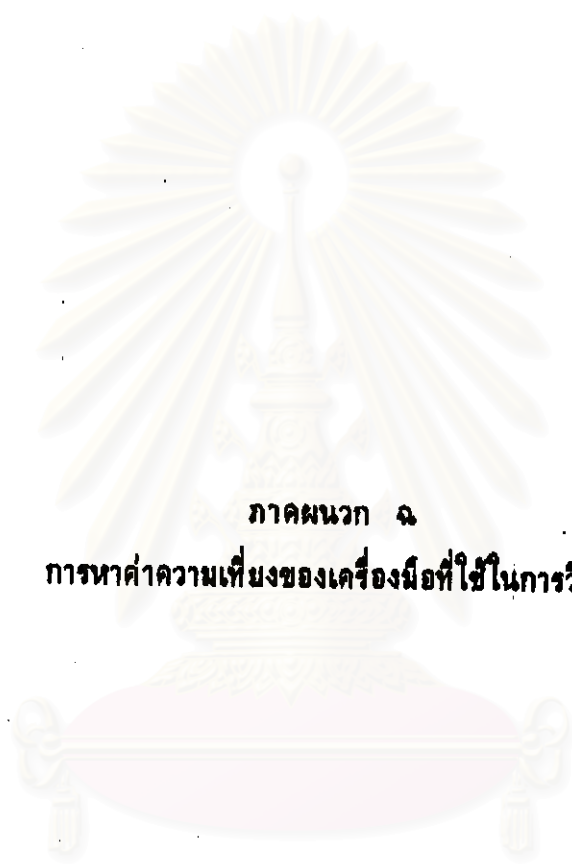 ภาคผนวก ฉ
การหาค่าความเที่ยงของเครื่องมือที่ใช้ในการวิ